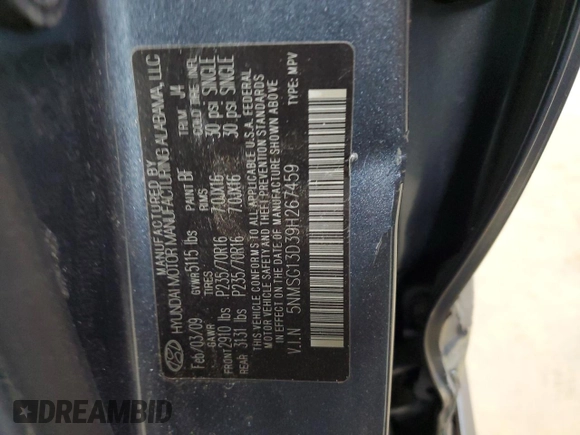 MANUFACTURED BY
HYUNDAI MOTOR MANUFACTURING ALABAMA, LLC
Feb/03/09 GVWR 5115 lbs PAINT BF TRIM J4
GAWR RIMS COLD TIRE INFL
FRONT 2910 lbs P235/70R16 7.0JX16 30 psi SINGLE
REAR 3131 lbs P235/70R16 7.0JX16 30 psi SINGLE
THIS VEHICLE CONFORMS TO ALL APPLICABLE U.S.A. FEDERAL
MOTOR VEHICLE SAFETY, BUMPER, AND THEFT PREVENTION STANDARDS
IN EFFECT ON THE DATE OF MANUFACTURE SHOWN ABOVE
V.I.N 5NMSG13D39H267459 TYPE: MPV
DREAMBID